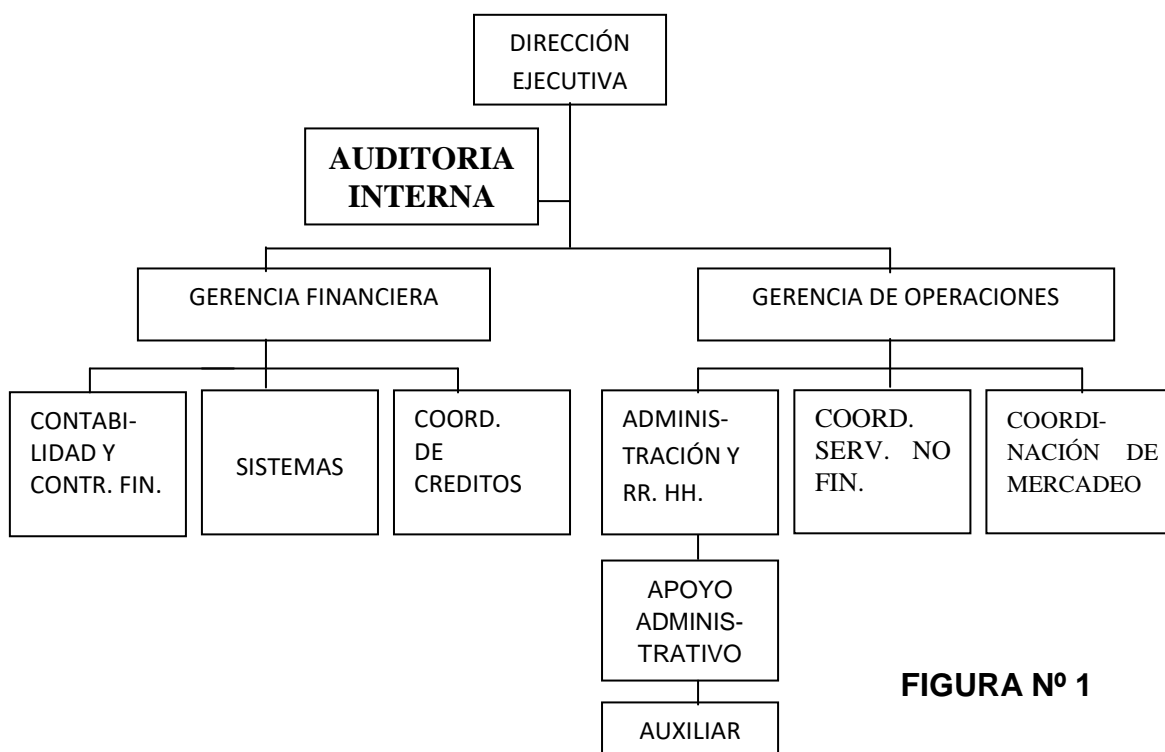 DIRECCIÓN
EJECUTIVA
AUDITORIA
INTERNA
GERENCIA FINANCIERA
GERENCIA DE OPERACIONES
CONTABI-
LIDAD Y
CONTR. FIN.
SISTEMAS
COORD.
DE
CREDITOS
ADMINIS-
TRACIÓN Y
RR. HH.
COORD.
SERV. NO
FIN.
COORDI-
NACIÓN DE
MERCADEO
APOYO
ADMINIS-
TRATIVO
AUXILIAR
FIGURA Nº 1